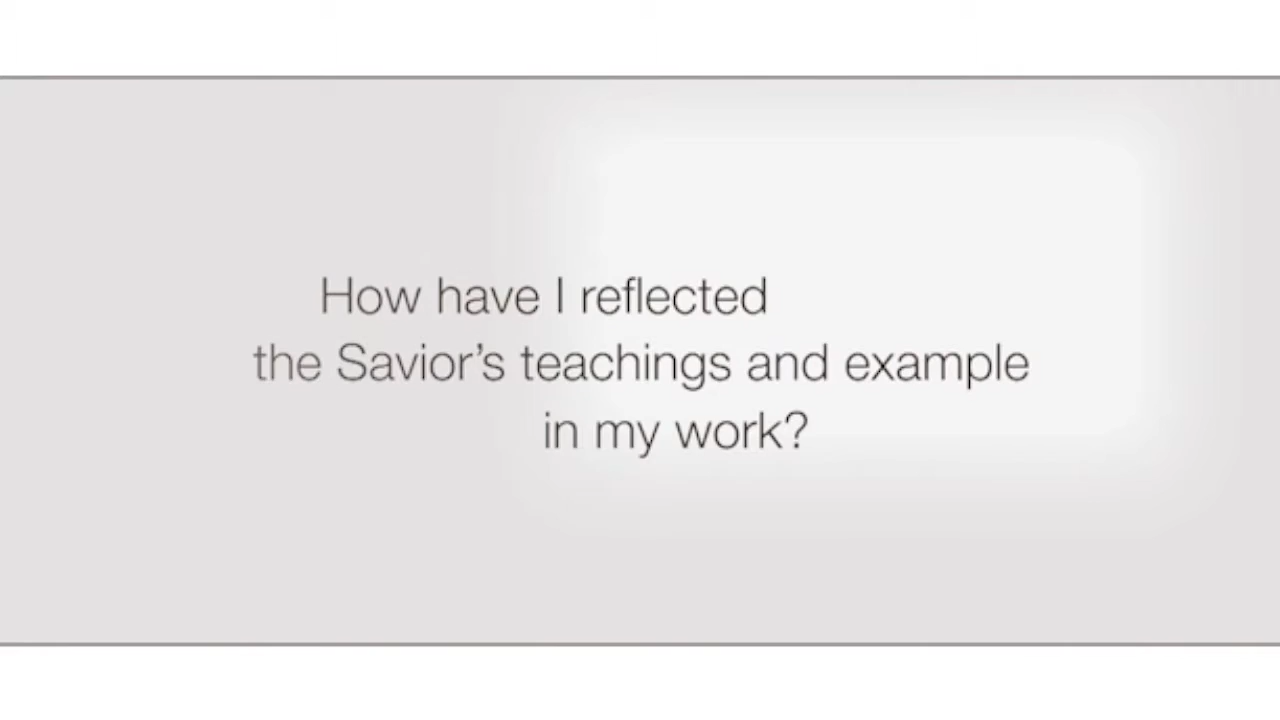 How have I reflected
the Savior’s teachings and example
in my work?